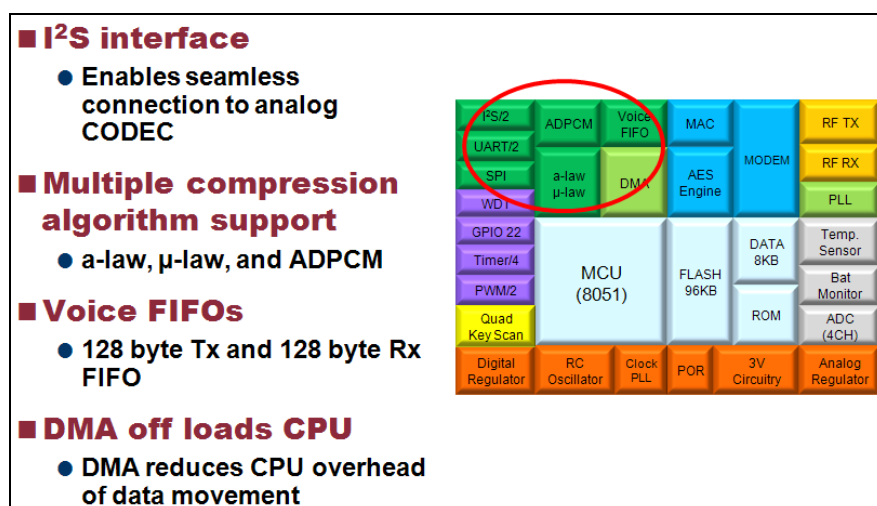 ■ I²S interface
● Enables seamless
connection to analog
CODEC
■ Multiple compression
algorithm support
● a-law, µ-law, and ADPCM
■ Voice FIFOs
● 128 byte Tx and 128 byte Rx
FIFO
■ DMA off loads CPU
● DMA reduces CPU overhead
of data movement
I²S/2
UART/2
SPI
WDT
GPIO 22
Timer/4
PWM/2
Quad
Key Scan
ADPCM
Voice
FIFO
a-law
µ-law
DMA
MAC
AES
Engine
MODEM
RF TX
RF RX
PLL
MCU
(8051)
FLASH
96KB
DATA
8KB
ROM
Temp.
Sensor
Bat
Monitor
ADC
(4CH)
Digital
Regulator
RC
Oscillator
Clock
PLL
POR
3V
Circuitry
Analog
Regulator